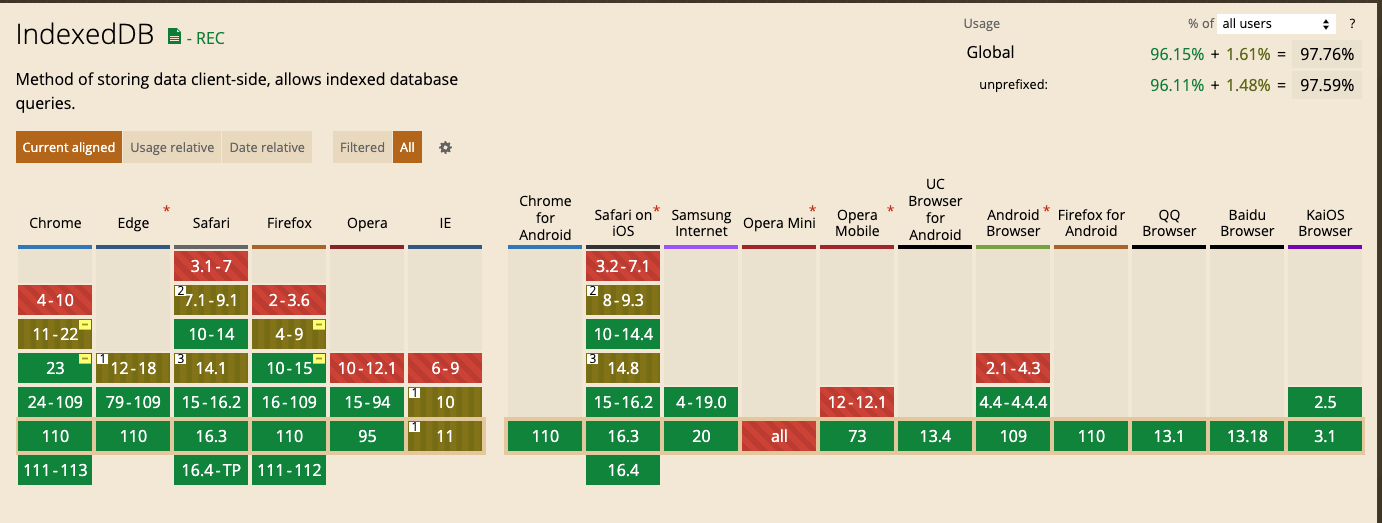 IndexedDB - REC
Usage % of all users ?
Global 96.15% + 1.61% = 97.76%
unprefixed: 96.11% + 1.48% = 97.59%
Method of storing data client-side, allows indexed database
queries.
Current aligned Usage relative Date relative Filtered All
Chrome Edge * Safari Firefox Opera IE Chrome for Android Safari on iOS * Samsung Internet Opera Mini * Opera Mobile * UC Browser for Android Android Browser * Firefox for Android QQ Browser Baidu Browser KaiOS Browser
3.1-7 3.2-7.1
4-10 2 7.1-9.1 2-3.6 2 8-9.3
11-22 10-14 4-9 10-14.4
23 1 12-18 3 14.1 10-15 10-12.1 6-9 3 14.8 2.1-4.3
24-109 79-109 15-16.2 16-109 15-94 1 10 15-16.2 4-19.0 12-12.1 4.4-4.4.4 2.5
110 110 16.3 110 95 1 11 110 16.3 20 all 73 13.4 109 110 13.1 13.18 3.1
111-113 16.4-TP 111-112 16.4